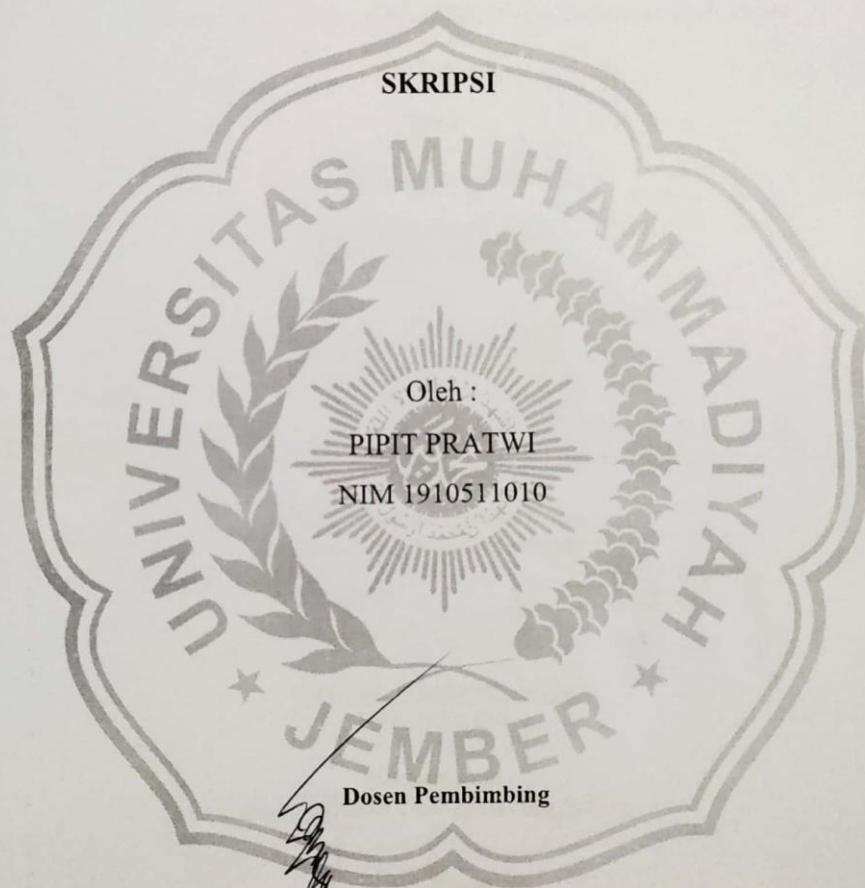 SKRIPSI
UNIVERSITAS MUHAMMADIYAH
Oleh :
PIPIT PRATWI
NIM 1910511010
JEMBER
Dosen Pembimbing